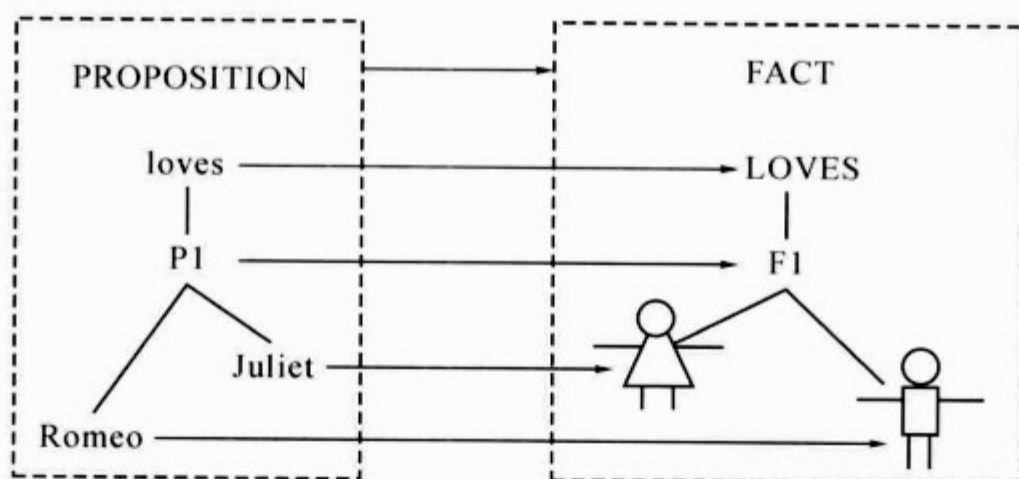 PROPOSITION FACT
loves LOVES
P1 F1
Juliet
Romeo